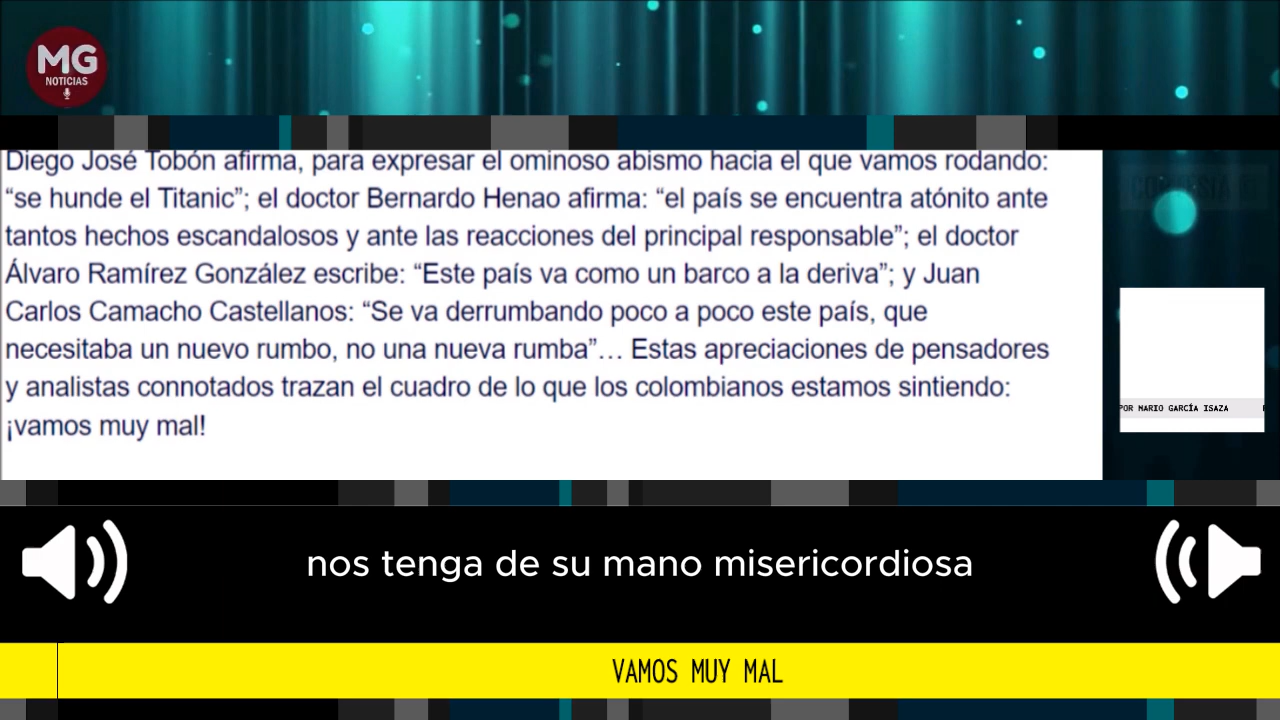 MG
NOTICIAS
Diego José Tobón afirma, para expresar el ominoso abismo hacia el que vamos rodando:
“se hunde el Titanic”; el doctor Bernardo Henao afirma: “el país se encuentra atónito ante
tantos hechos escandalosos y ante las reacciones del principal responsable”; el doctor
Álvaro Ramírez González escribe: “Este país va como un barco a la deriva”; y Juan
Carlos Camacho Castellanos: “Se va derrumbando poco a poco este país, que
necesitaba un nuevo rumbo, no una nueva rumba”… Estas apreciaciones de pensadores
y analistas connotados trazan el cuadro de lo que los colombianos estamos sintiendo:
¡vamos muy mal!
POR MARIO GARCÍA ISAZA
nos tenga de su mano misericordiosa
VAMOS MUY MAL